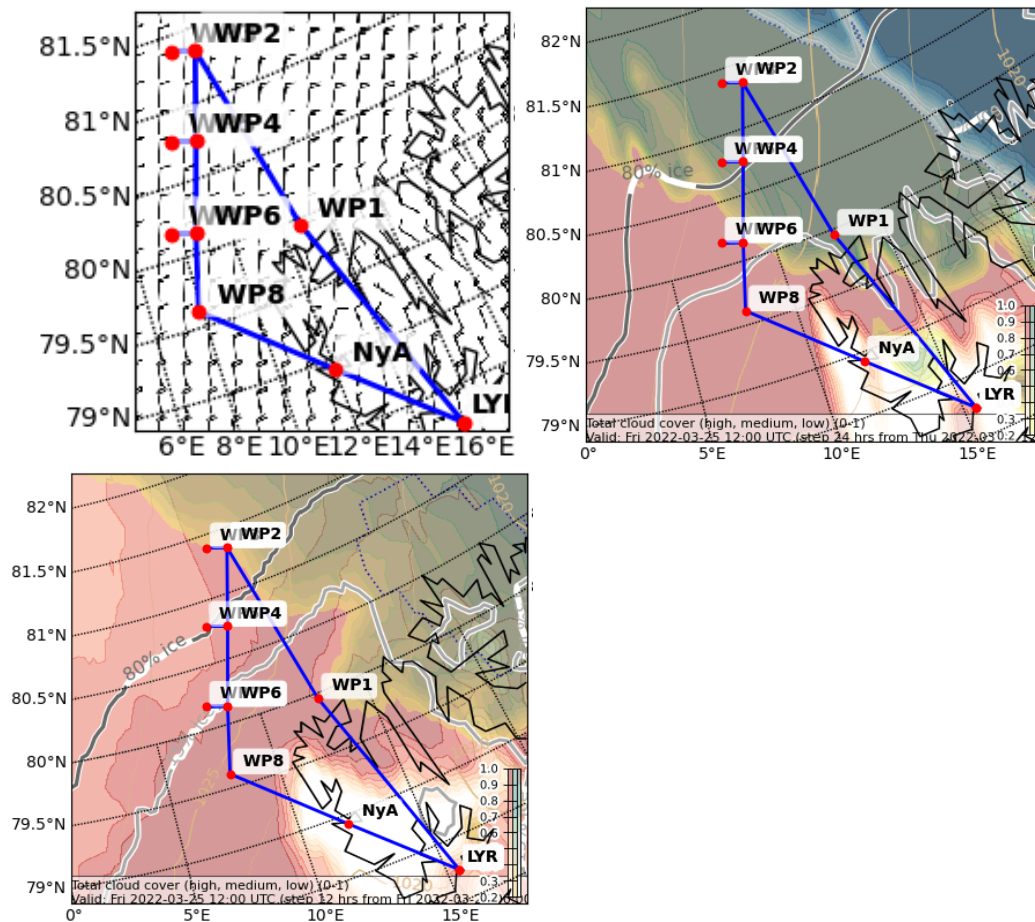 81.5°N
81°N
80.5°N
80°N
79.5°N
79°N
6°E
8°E
10°E
12°E
14°E
16°E
WP2
WP4
WP6
WP8
WP1
NyA
82°N
81.5°N
81°N
80.5°N
80°N
79.5°N
79°N
0°
5°E
10°E
15°E
WP2
WP4
WP6
WP8
WP1
NyA
LYR
80% ice
1020
1.0
0.9
0.8
0.7
0.6
0.3
0.2
Total cloud cover (high, medium, low) (0-1)
Valid: Fri 2022-03-25 12:00 UTC (step 24 hrs from Thu 2022-03
82°N
81.5°N
81°N
80.5°N
80°N
79.5°N
79°N
0°
5°E
10°E
15°E
WP2
WP4
WP6
WP8
WP1
NyA
LYR
80% ice
1020
1025
1020
1.0
0.9
0.8
0.7
0.6
0.3
0.2
Total cloud cover (high, medium, low) (0-1)
Valid: Fri 2022-03-25 12:00 UTC (step 12 hrs from Fri 2022-03